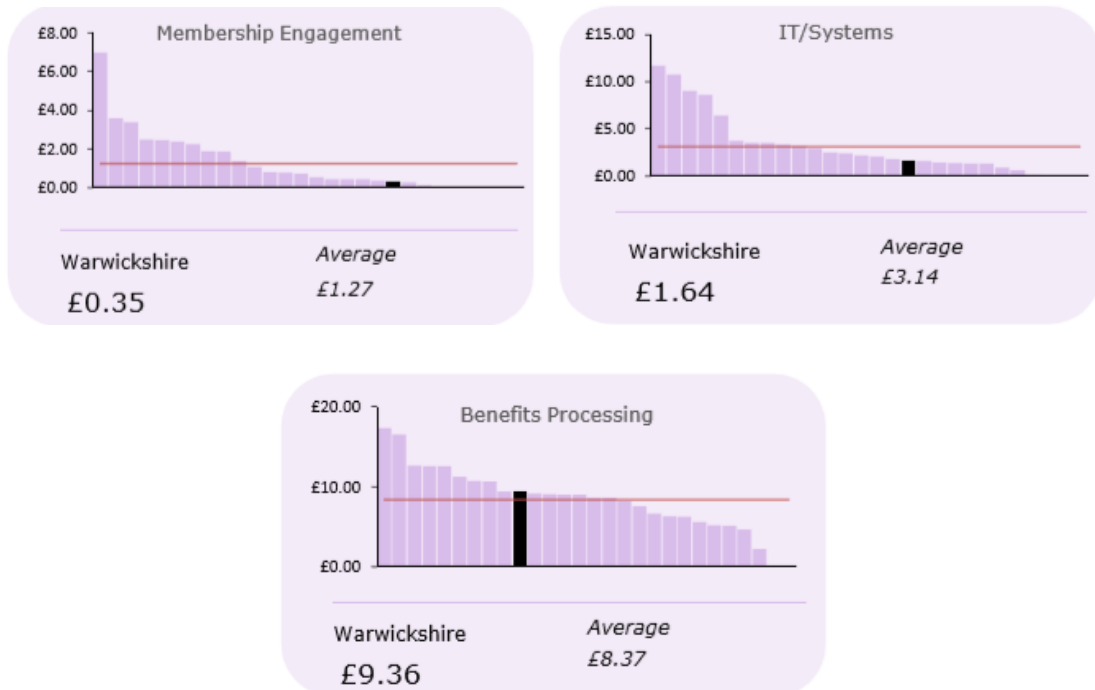 Membership Engagement
£8.00
£6.00
£4.00
£2.00
£0.00
Warwickshire
Average
£0.35
£1.27
IT/Systems
£15.00
£10.00
£5.00
£0.00
Warwickshire
Average
£1.64
£3.14
Benefits Processing
£20.00
£10.00
£0.00
Warwickshire
Average
£9.36
£8.37